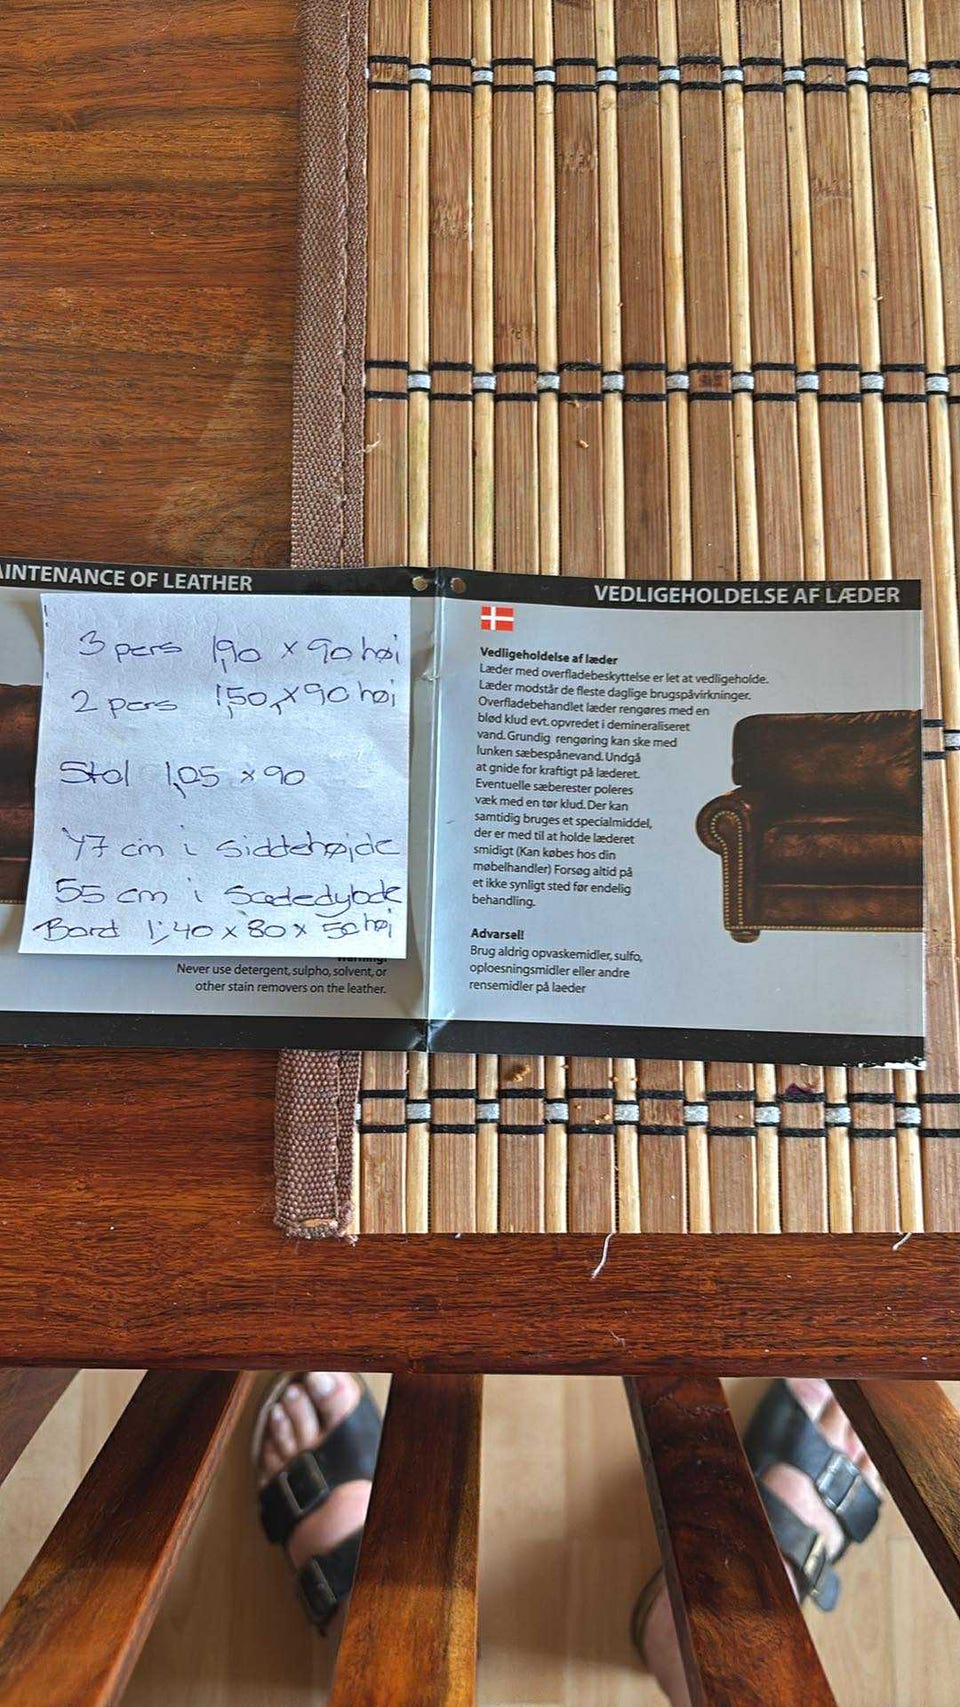 AINTENANCE OF LEATHER
3 pers 1,90 x 90 høj
2 pers 1,50 x 90 høj
Stol 1,05 x 90
47 cm i siddehøjde
55 cm i Sædedybde
Bord 1,40 x 80 x 50 høj
Warning!
Never use detergent, sulpho, solvent, or
other stain removers on the leather.
VEDLIGEHOLDELSE AF LÆDER
Vedligeholdelse af læder
Læder med overfladebeskyttelse er let at vedligeholde.
Læder modstår de fleste daglige brugspåvirkninger.
Overfladebehandlet læder rengøres med en
blød klud evt. opvredet i demineraliseret
vand. Grundig rengøring kan ske med
lunken sæbespånevand. Undgå
at gnide for kraftigt på læderet.
Eventuelle sæberester poleres
væk med en tør klud. Der kan
samtidig bruges et specialmiddel,
der er med til at holde læderet
smidigt (Kan købes hos din
møbelhandler) Forsøg altid på
et ikke synligt sted før endelig
behandling.
Advarsel!
Brug aldrig opvaskemidler, sulfo,
oploesningsmidler eller andre
rensemidler på laeder